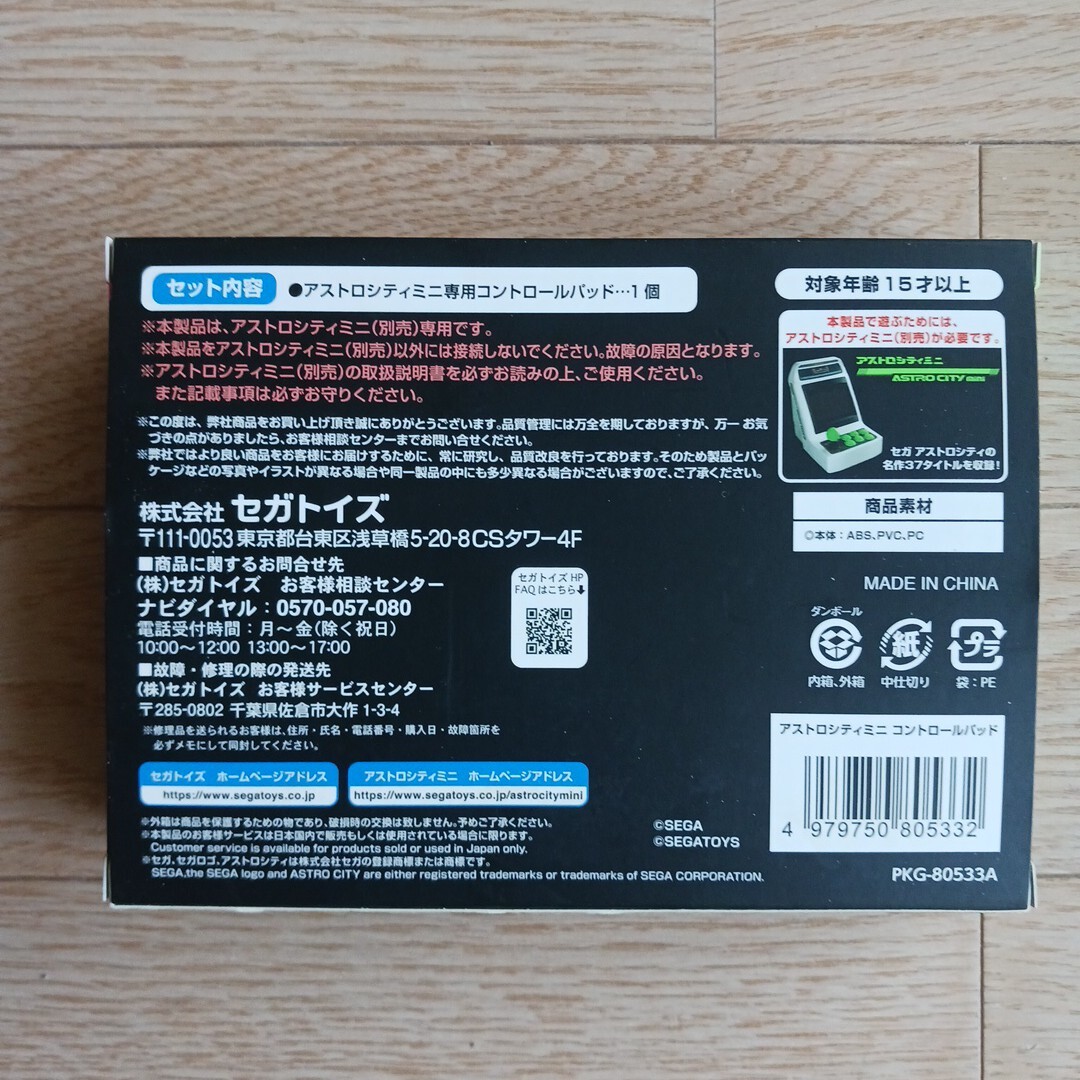 セット内容 ●アストロシティミニ専用コントロールパッド…1個
※本製品は、アストロシティミニ(別売)専用です。
※本製品をアストロシティミニ(別売)以外には接続しないでください。故障の原因となります。
※アストロシティミニ(別売)の取扱説明書を必ずお読みの上、ご使用ください。
また記載事項は必ずお守りください。
※この度は、弊社商品をお買い上げ頂き誠にありがとうございます。品質管理には万全を期しておりますが、万一 お気
づきの点がありましたら、お客様相談センターまでお問い合せください。
※弊社ではより良い商品をお客様にお届けするために、常に研究し、品質改良を行っております。そのため製品とパッ
ケージなどの写真やイラストが異なる場合や同一製品の中にも多少異なる場合がございますので、ご了承ください。
株式会社 セガトイズ
〒111-0053 東京都台東区浅草橋5-20-8CSタワー4F
■商品に関するお問合せ先
(株)セガトイズ お客様相談センター
ナビダイヤル:0570-057-080
電話受付時間:月〜金(除く祝日)
10:00〜12:00 13:00〜17:00
■故障・修理の際の発送先
(株)セガトイズ お客様サービスセンター
〒285-0802 千葉県佐倉市大作 1-3-4
※修理品を送られるお客様は、住所・氏名・電話番号・購入日・故障箇所を
必ずメモにして同封してください。
セガトイズHP
FAQはこちら⬇
セガトイズ ホームページアドレス
https://www.segatoys.co.jp
アストロシティミニ ホームページアドレス
https://www.segatoys.co.jp/astrocitymini
※外箱は商品を保護するための物であり、破損時の交換は致しません。予めご了承ください。
※本製品のお客様サービスは日本国内で販売もしくは使用されている場合に限ります。
Customer service is available for products sold or used in Japan only.
※セガ、セガロゴ、アストロシティは株式会社セガの登録商標または商標です。
SEGA,the SEGA logo and ASTRO CITY are either registered trademarks or trademarks of SEGA CORPORATION.
©SEGA
©SEGATOYS
対象年齢15才以上
本製品で遊ぶためには、
アストロシティミニ(別売)が必要です。
アストロシティミニ
ASTRO CITY mini
セガ アストロシティの
名作37タイトルを収録!
商品素材
◎本体:ABS、PVC、PC
MADE IN CHINA
ダンボール
紙
プラ
内箱、外箱 中仕切り 袋:PE
アストロシティミニ コントロールパッド
4 979750 805332
PKG-80533A